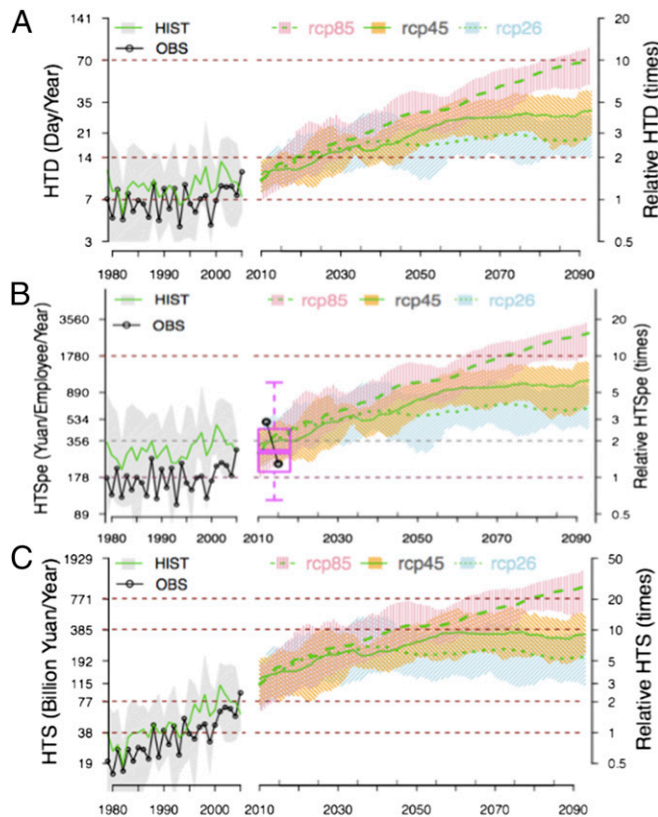 A
HTD (Day/Year)
141
70
35
21
14
7
3
HIST
OBS
rcp85
rcp45
rcp26
20
10
5
3
2
1
0.5
Relative HTD (times)
1980 1990 2000 2010 2030 2050 2070 2090
B
HTSpe (Yuan/Employee/Year)
3560
1780
890
534
356
178
89
HIST
OBS
rcp85
rcp45
rcp26
20
10
5
3
2
1
0.5
Relative HTSpe (times)
1980 1990 2000 2010 2030 2050 2070 2090
C
HTS (Billion Yuan/Year)
1929
771
385
192
115
77
38
19
HIST
OBS
rcp85
rcp45
rcp26
50
20
10
5
3
2
1
0.5
Relative HTS (times)
1980 1990 2000 2010 2030 2050 2070 2090